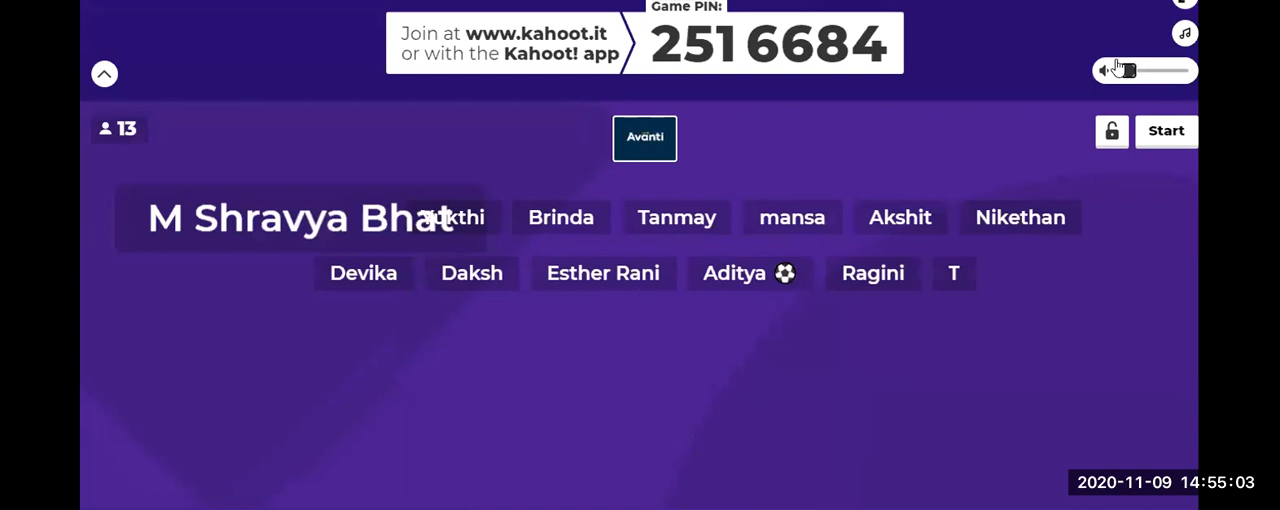 Game PIN:
Join at www.kahoot.it
or with the Kahoot! app
251 6684
13
Avanti
Start
M Shravya Bhat
Brinda
Tanmay
mansa
Akshit
Nikethan
Devika
Daksh
Esther Rani
Aditya ⚽
Ragini
T
2020-11-09 14:55:03